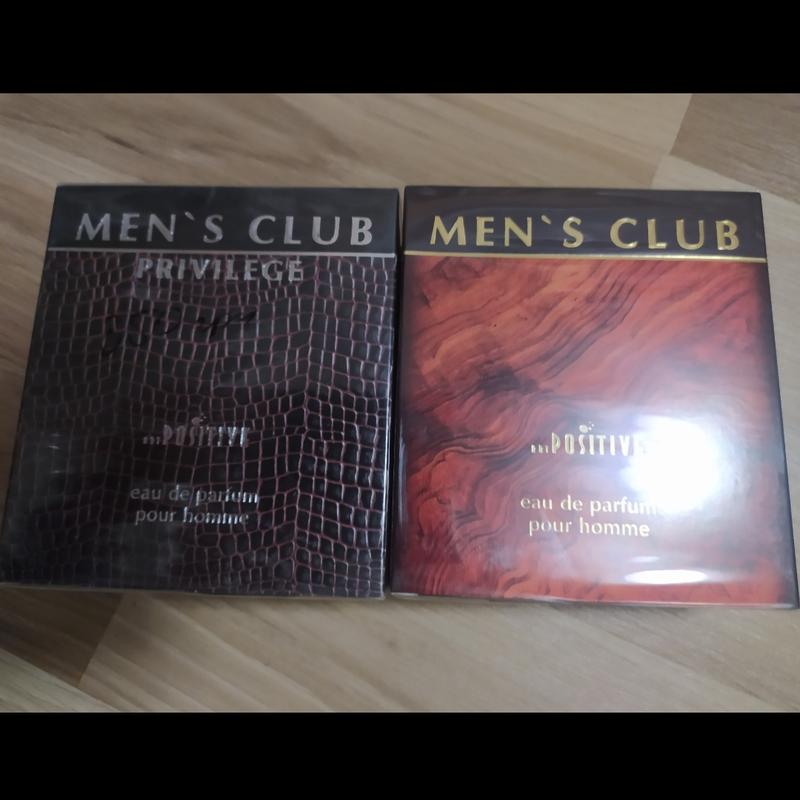 MEN`S CLUB
PRIVILEGE
POSITIVE
eau de parfum
pour homme
MEN`S CLUB
POSITIVE
eau de parfum
pour homme